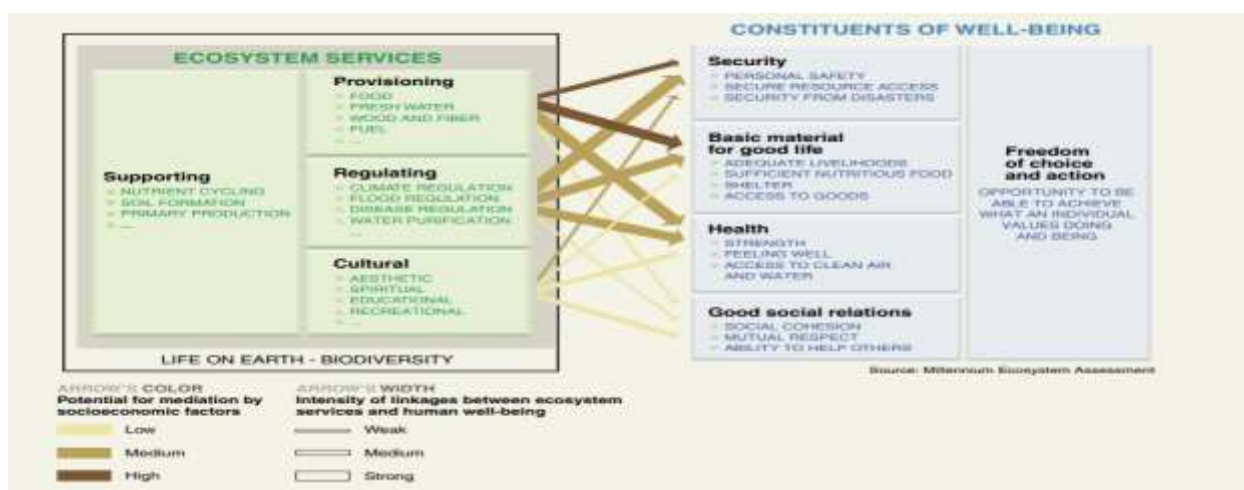 ECOSYSTEM SERVICES
Supporting
NUTRIENT CYCLING
SOIL FORMATION
PRIMARY PRODUCTION
...
Provisioning
FOOD
FRESH WATER
WOOD AND FIBER
FUEL
...
Regulating
CLIMATE REGULATION
FLOOD REGULATION
DISEASE REGULATION
WATER PURIFICATION
...
Cultural
AESTHETIC
SPIRITUAL
EDUCATIONAL
RECREATIONAL
...
LIFE ON EARTH - BIODIVERSITY
CONSTITUENTS OF WELL-BEING
Security
PERSONAL SAFETY
SECURE RESOURCE ACCESS
SECURITY FROM DISASTERS
Basic material
for good life
ADEQUATE LIVELIHOODS
SUFFICIENT NUTRITIOUS FOOD
SHELTER
ACCESS TO GOODS
Health
STRENGTH
FEELING WELL
ACCESS TO CLEAN AIR
AND WATER
Good social relations
SOCIAL COHESION
MUTUAL RESPECT
ABILITY TO HELP OTHERS
Freedom
of choice
and action
OPPORTUNITY TO BE
ABLE TO ACHIEVE
WHAT AN INDIVIDUAL
VALUES DOING
AND BEING
Source: Millennium Ecosystem Assessment
ARROW'S COLOR
Potential for mediation by
socioeconomic factors
Low
Medium
High
ARROW'S WIDTH
Intensity of linkages between ecosystem
services and human well-being
Weak
Medium
Strong